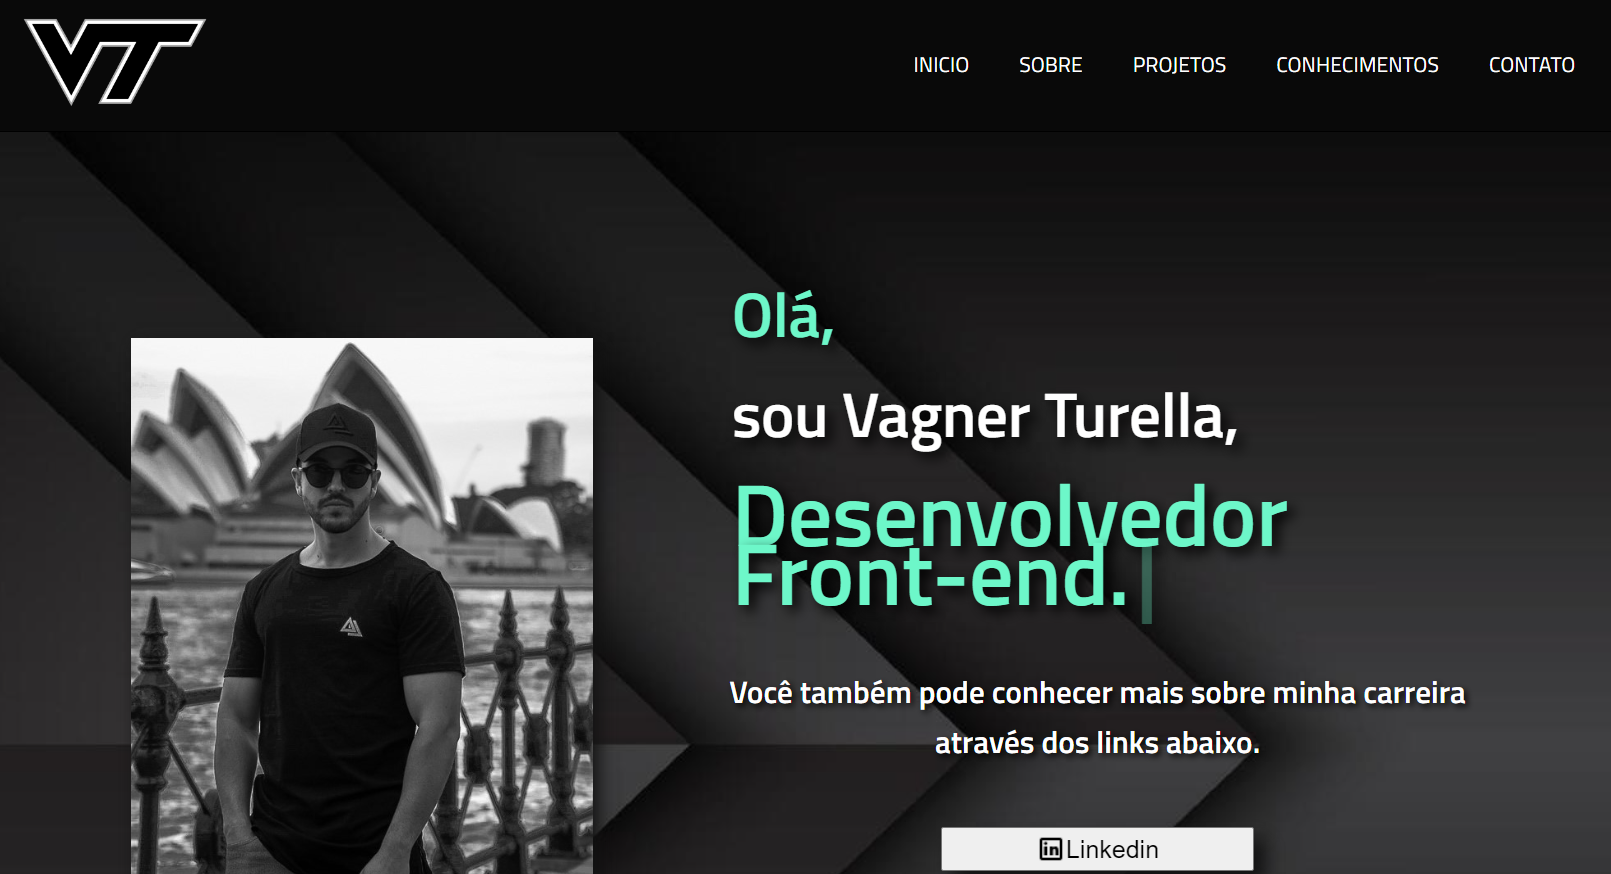 VT
INICIO SOBRE PROJETOS CONHECIMENTOS CONTATO
Olá,
sou Vagner Turella,
Desenvolvedor
Front-end.
Você também pode conhecer mais sobre minha carreira
através dos links abaixo.
Linkedin